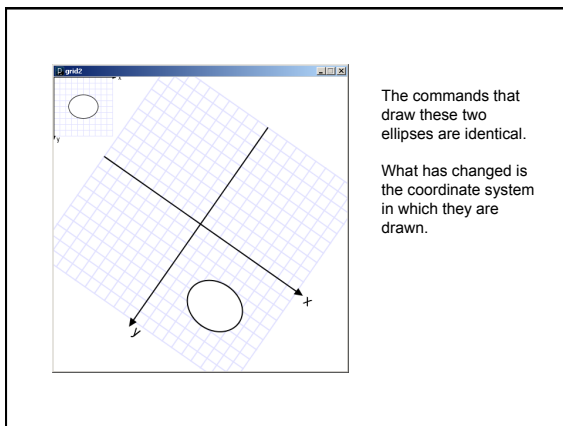 grid2
x
y
x
y
The commands that
draw these two
ellipses are identical.
What has changed is
the coordinate system
in which they are
drawn.